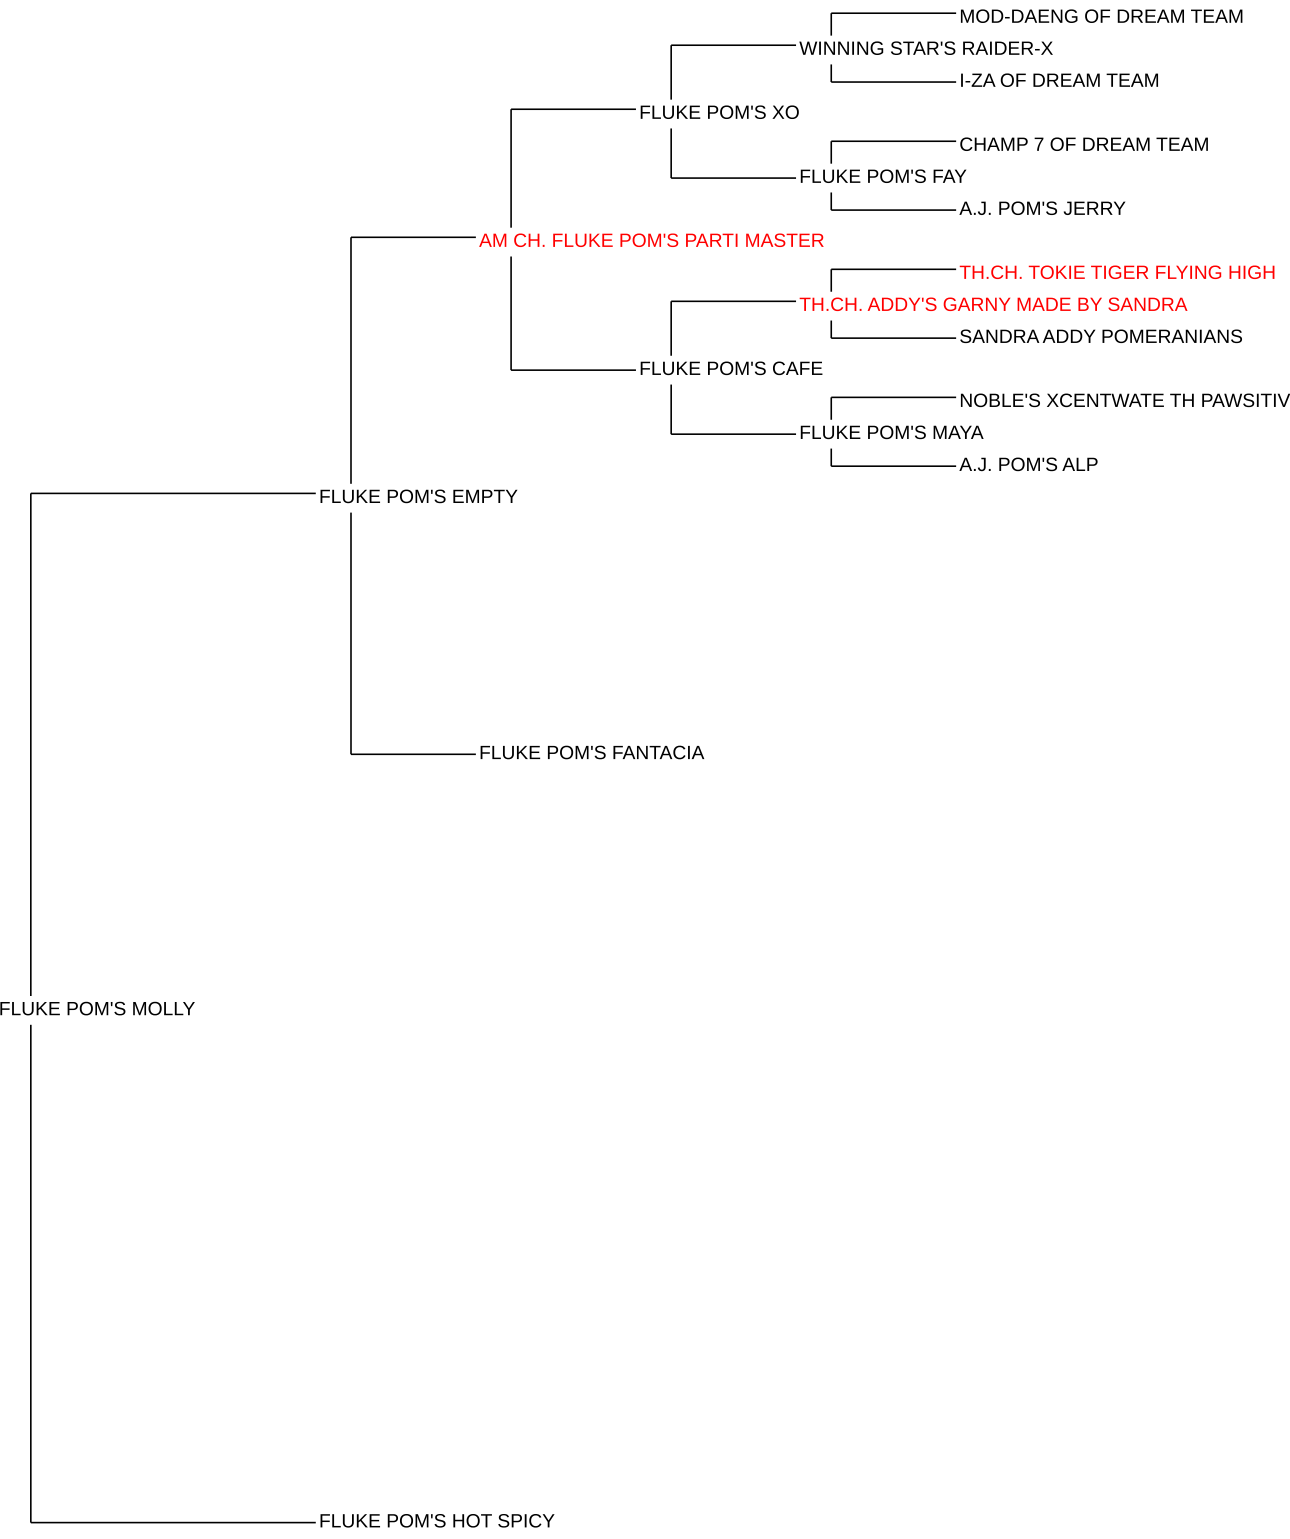 MOD-DAENG OF DREAM TEAM
WINNING STAR'S RAIDER-X
I-ZA OF DREAM TEAM
FLUKE POM'S XO
CHAMP 7 OF DREAM TEAM
FLUKE POM'S FAY
A.J. POM'S JERRY
AM CH. FLUKE POM'S PARTI MASTER
TH.CH. TOKIE TIGER FLYING HIGH
TH.CH. ADDY'S GARNY MADE BY SANDRA
SANDRA ADDY POMERANIANS
FLUKE POM'S CAFE
NOBLE'S XCENTWATE TH PAWSITIV
FLUKE POM'S MAYA
A.J. POM'S ALP
FLUKE POM'S EMPTY
FLUKE POM'S FANTACIA
FLUKE POM'S MOLLY
FLUKE POM'S HOT SPICY